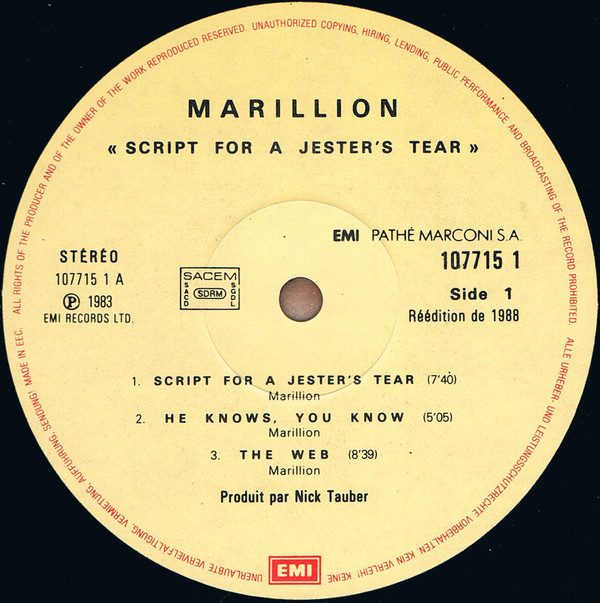 ALL RIGHTS OF THE PRODUCER AND OF THE OWNER OF THE WORK REPRODUCED RESERVED. UNAUTHORIZED COPYING, HIRING, LENDING, PUBLIC PERFORMANCE AND BROADCASTING OF THE RECORD PROHIBITED.
MARILLION
« SCRIPT FOR A JESTER'S TEAR »
EMI PATHÉ MARCONI S.A.
STÉRÉO
107715 1
107715 1 A
SACEM
SACD
SDRM
SGDL
Side 1
Ⓟ 1983
EMI RECORDS LTD.
Réédition de 1988
1. SCRIPT FOR A JESTER'S TEAR (7'40)
Marillion
2. HE KNOWS, YOU KNOW (5'05)
Marillion
3. THE WEB (8'39)
Marillion
Produit par Nick Tauber
ALLE URHEBER- UND LEISTUNGSSCHUTZRECHTE VORBEHALTEN. KEIN VERLEIH! KEINE
EMI
UNERLAUBTE VERVIELFÄLTIGUNG, VERMIETUNG, AUFFÜHRUNG, SENDUNG! MADE IN EEC.